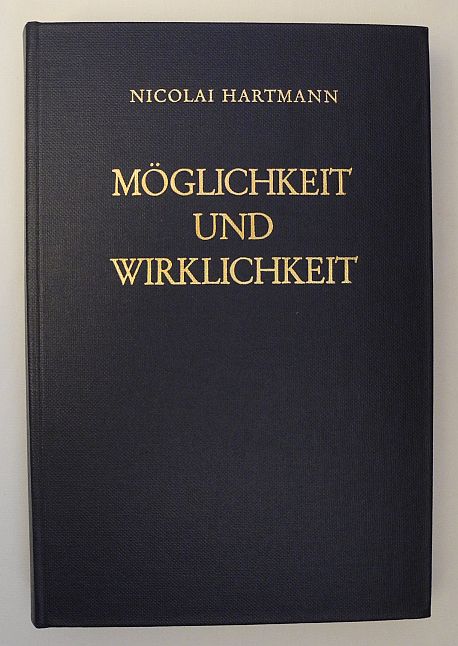 NICOLAI HARTMANN
MÖGLICHKEIT
UND
WIRKLICHKEIT